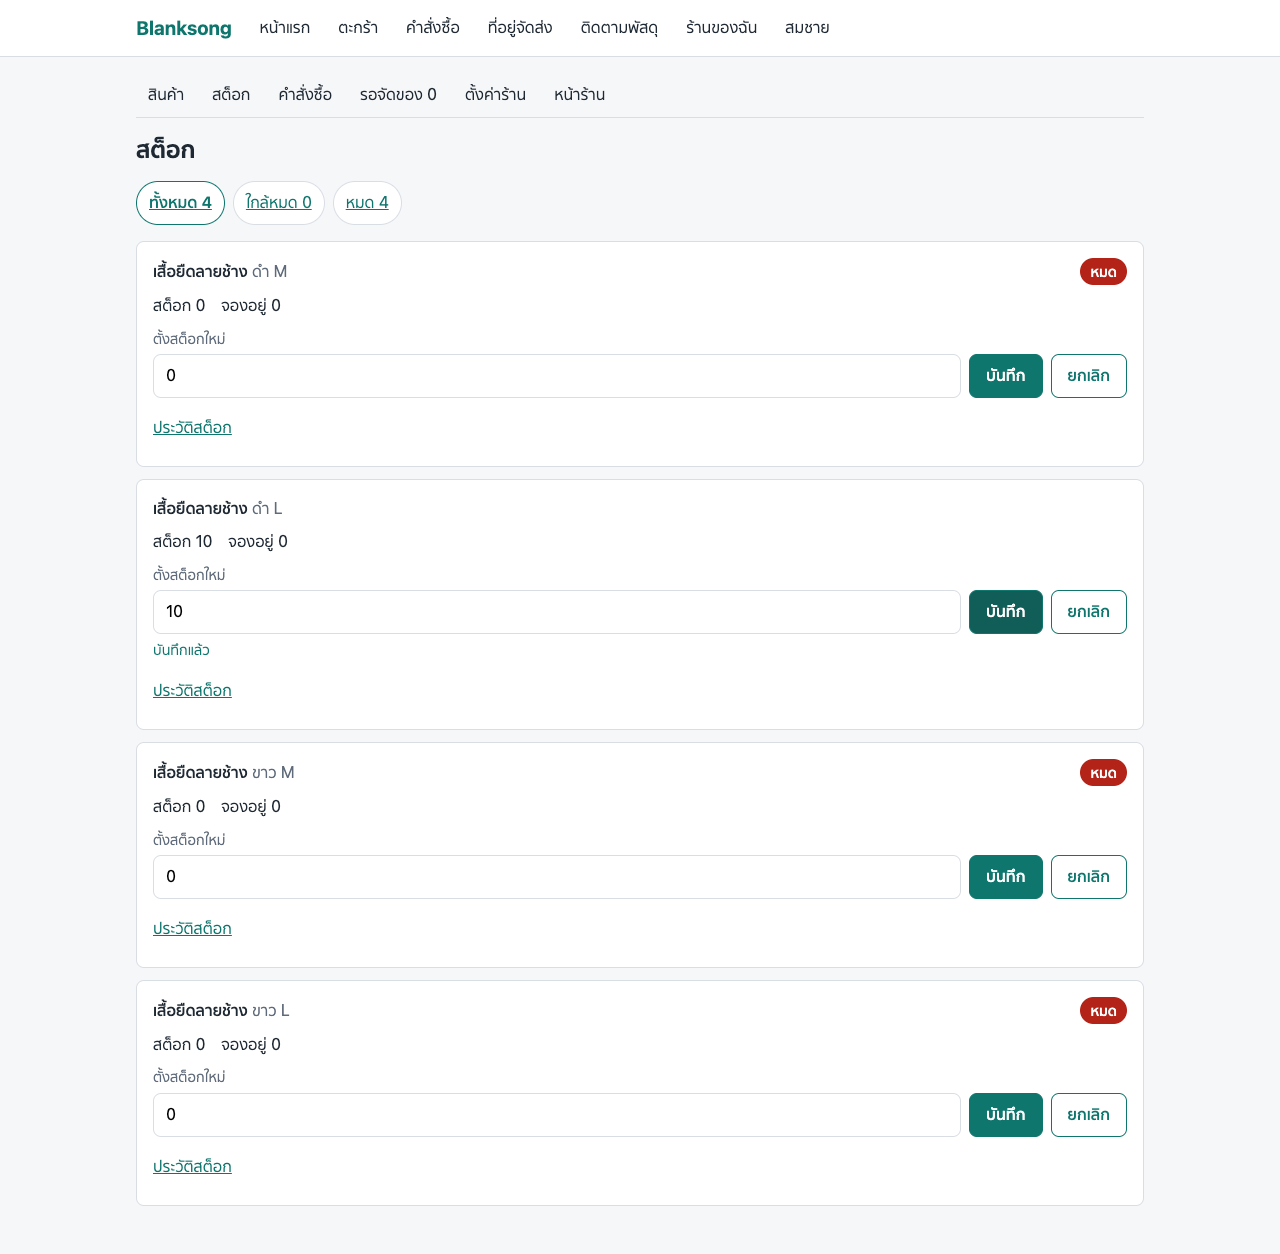 Blanksong หน้าแรก ตะกร้า คำสั่งซื้อ ที่อยู่จัดส่ง ติดตามพัสดุ ร้านของฉัน สมชาย
สินค้า สต็อก คำสั่งซื้อ รอจัดของ 0 ตั้งค่าร้าน หน้าร้าน
สต็อก
ทั้งหมด 4 ใกล้หมด 0 หมด 4
เสื้อยืดลายช้าง ดำ M หมด
สต็อก 0 จองอยู่ 0
ตั้งสต็อกใหม่
0 บันทึก ยกเลิก
ประวัติสต็อก
เสื้อยืดลายช้าง ดำ L
สต็อก 10 จองอยู่ 0
ตั้งสต็อกใหม่
10 บันทึก ยกเลิก
บันทึกแล้ว
ประวัติสต็อก
เสื้อยืดลายช้าง ขาว M หมด
สต็อก 0 จองอยู่ 0
ตั้งสต็อกใหม่
0 บันทึก ยกเลิก
ประวัติสต็อก
เสื้อยืดลายช้าง ขาว L หมด
สต็อก 0 จองอยู่ 0
ตั้งสต็อกใหม่
0 บันทึก ยกเลิก
ประวัติสต็อก